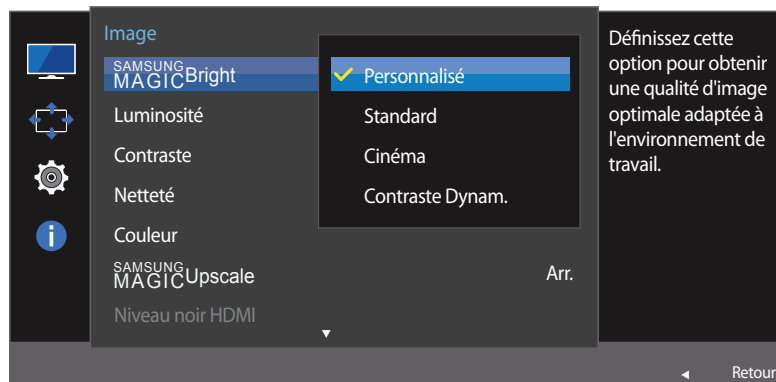 Image
SAMSUNG
MAGICBright
Luminosité
Contraste
Netteté
Couleur
SAMSUNG
MAGICUpscale
Arr.
Niveau noir HDMI
Personnalisé
Standard
Cinéma
Contraste Dynam.
Définissez cette
option pour obtenir
une qualité d'image
optimale adaptée à
l'environnement de
travail.
Retour